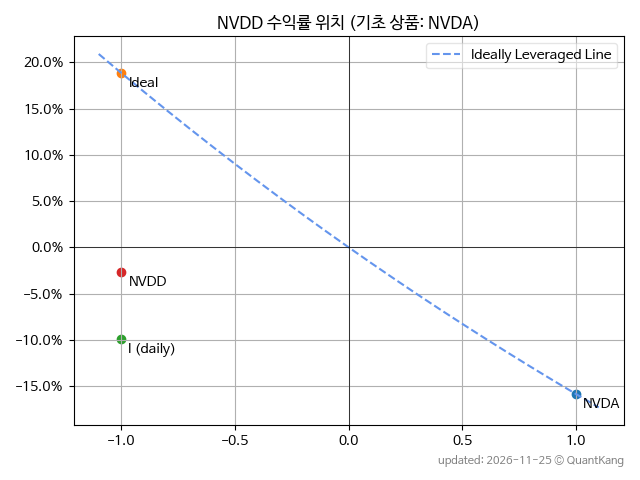 NVDD 수익률 위치 (기초 상품: NVDA)
Ideally Leveraged Line
20.0%
15.0%
10.0%
5.0%
0.0%
−5.0%
−10.0%
−15.0%
Ideal
NVDD
I (daily)
NVDA
−1.0 −0.5 0.0 0.5 1.0
updated: 2026-11-25 © QuantKang